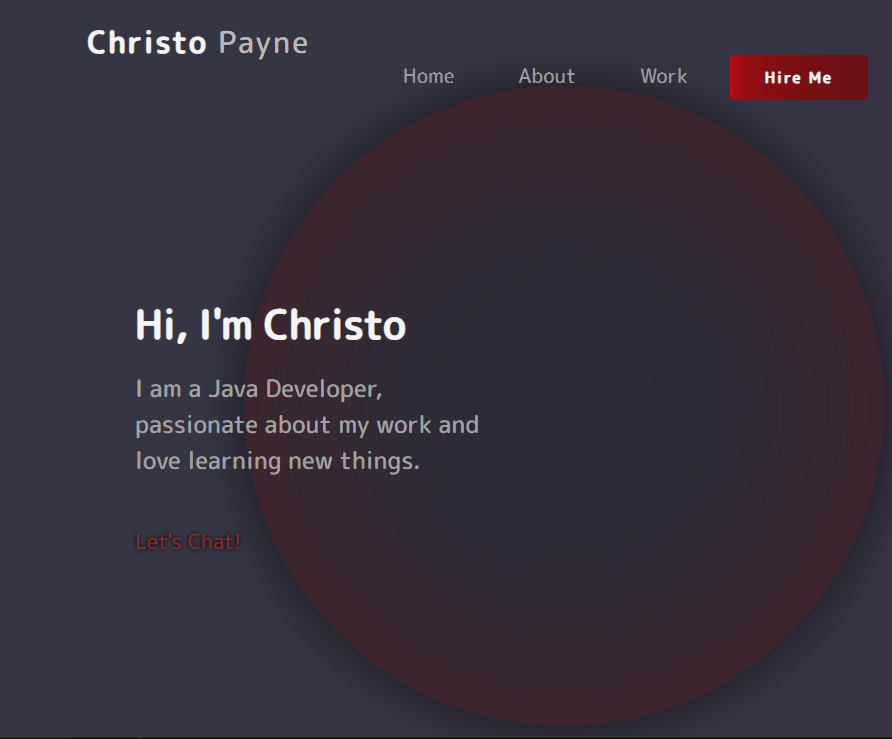 Christo Payne
Home About Work Hire Me
Hi, I'm Christo
I am a Java Developer,
passionate about my work and
love learning new things.
Let's Chat!